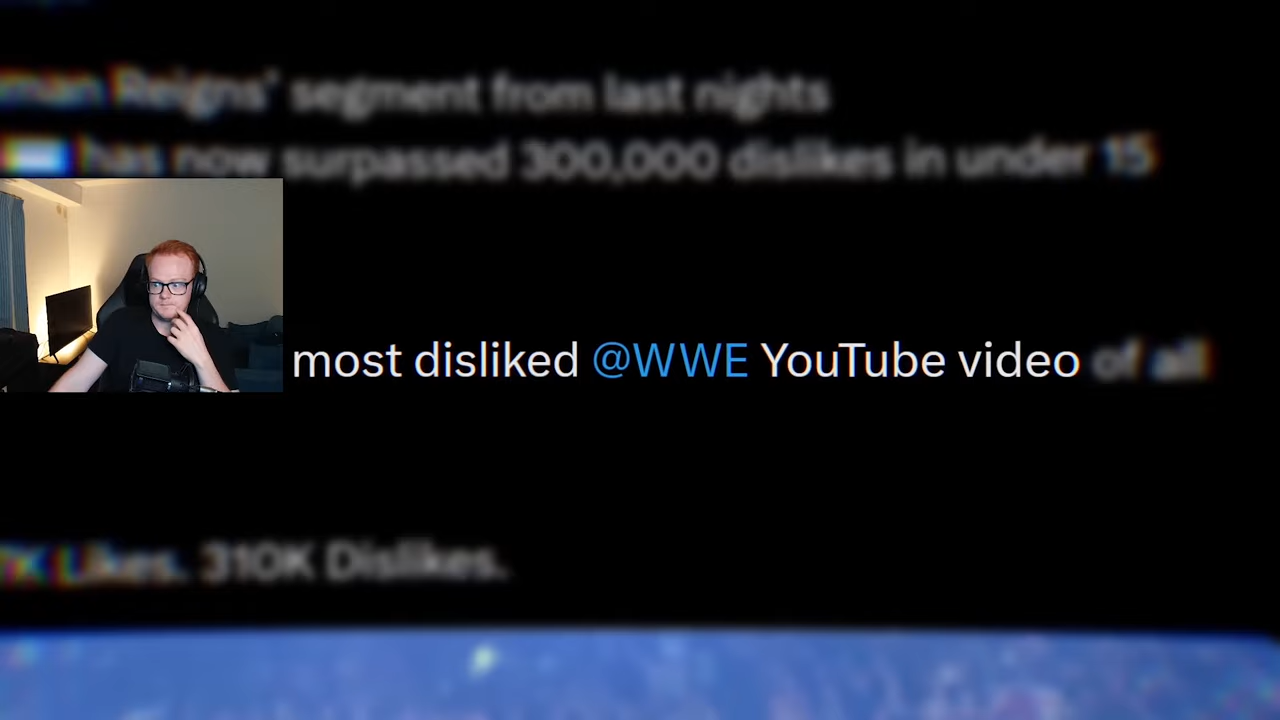 Reigns' segment from last nights
has now surpassed 300,000 dislikes in under 15
most disliked @WWE YouTube video of all
Likes. 310K Dislikes.